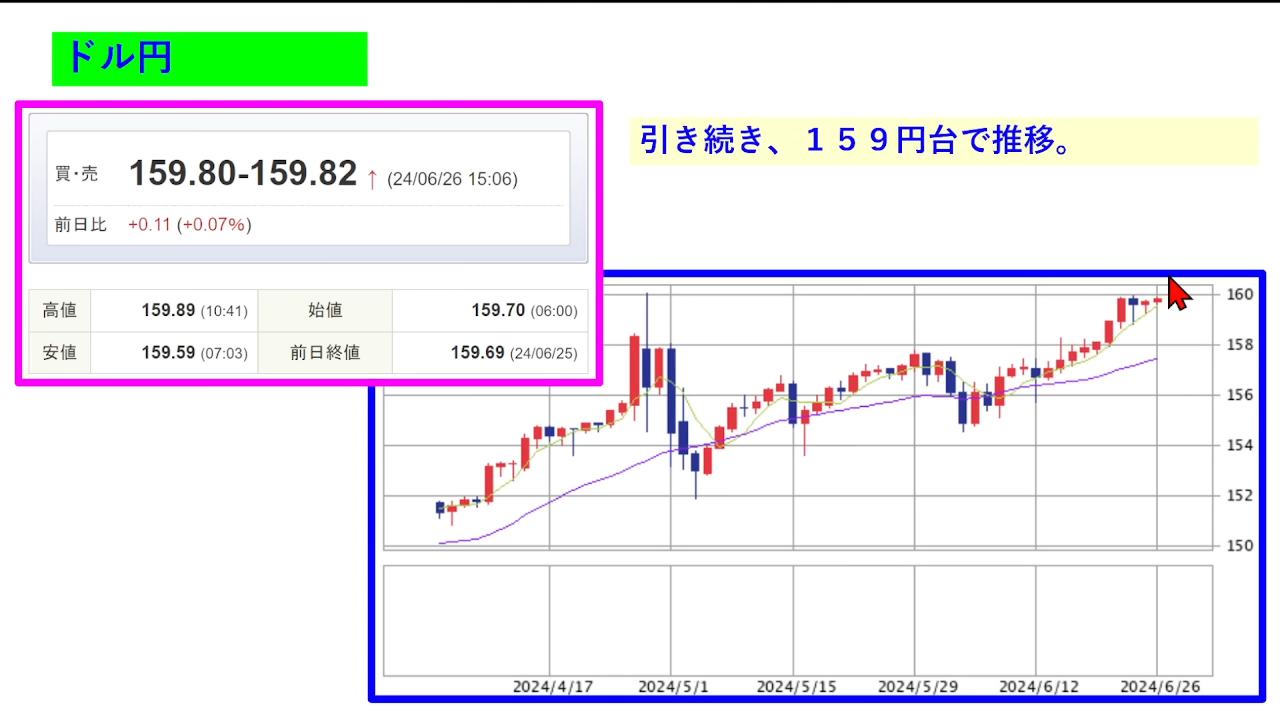 ドル円
引き続き、１５９円台で推移。
買・売 159.80-159.82 ↑ (24/06/26 15:06)
前日比 +0.11 (+0.07%)
高値 159.89 (10:41) 始値 159.70 (06:00)
安値 159.59 (07:03) 前日終値 159.69 (24/06/25)
160
158
156
154
152
150
2024/4/17 2024/5/1 2024/5/15 2024/5/29 2024/6/12 2024/6/26